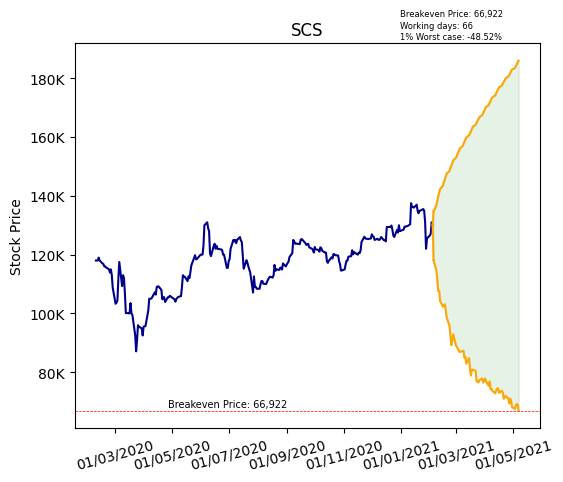 Breakeven Price: 66,922
Working days: 66
1% Worst case: -48.52%
SCS
Stock Price
180K
160K
140K
120K
100K
80K
Breakeven Price: 66,922
01/03/2020
01/05/2020
01/07/2020
01/09/2020
01/11/2020
01/01/2021
01/03/2021
01/05/2021